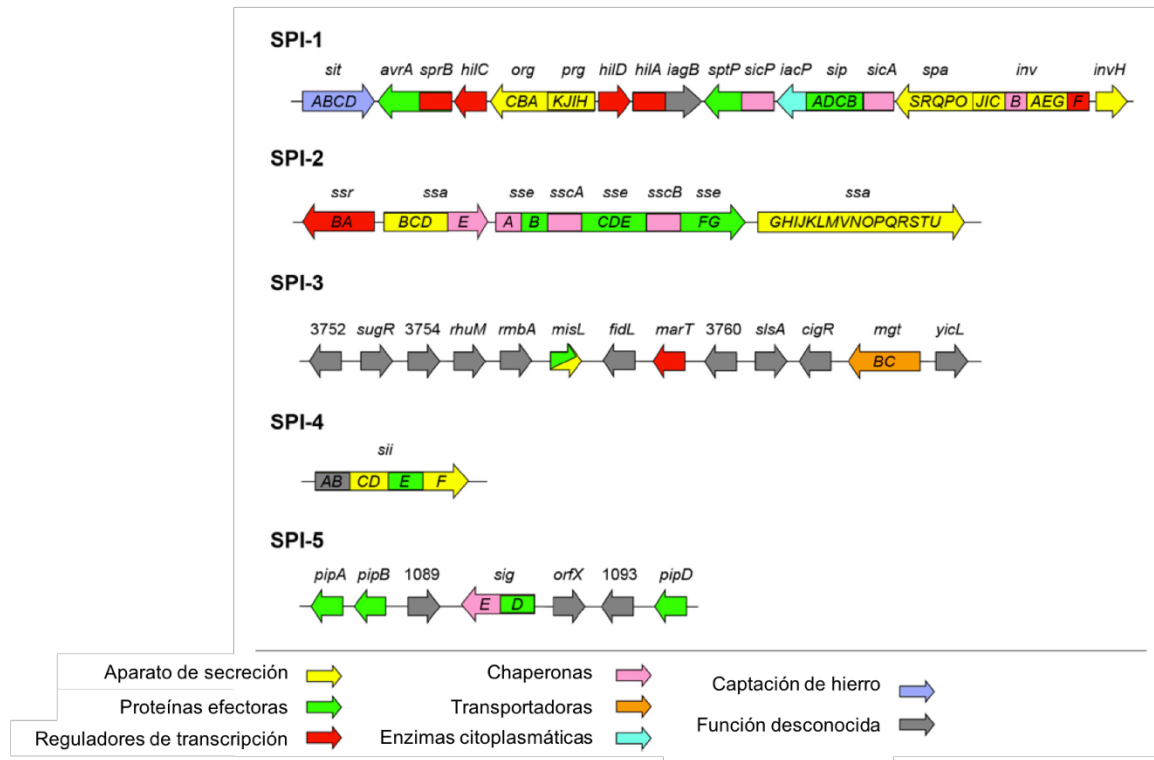 SPI-1
sit avrA sprB hilC org prg hilD hilA iagB sptP sicP iacP sip sicA spa inv invH
ABCD CBA KJIH ADCB SRQPO JIC B AEG F
SPI-2
ssr ssa sse sscA sse sscB sse ssa
BA BCD E A B CDE FG GHIJKLMVNOPQRSTU
SPI-3
3752 sugR 3754 rhuM rmbA misL fidL marT 3760 slsA cigR mgt yicL
BC
SPI-4
sii
AB CD E F
SPI-5
pipA pipB 1089 sig orfX 1093 pipD
E D
Aparato de secreción Chaperonas Captación de hierro
Proteínas efectoras Transportadoras Función desconocida
Reguladores de transcripción Enzimas citoplasmáticas